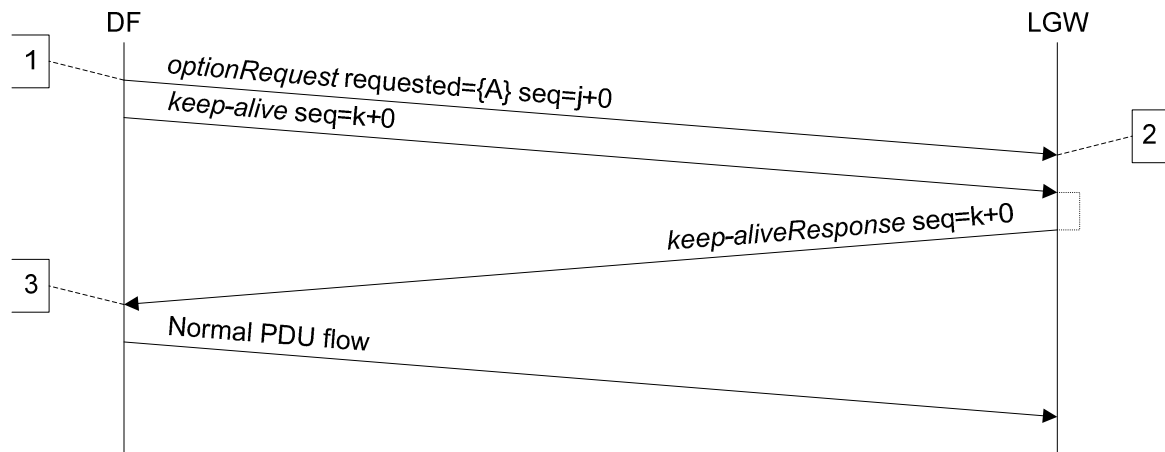 DF
LGW
1
optionRequest requested={A} seq=j+0
keep-alive seq=k+0
2
keep-aliveResponse seq=k+0
3
Normal PDU flow